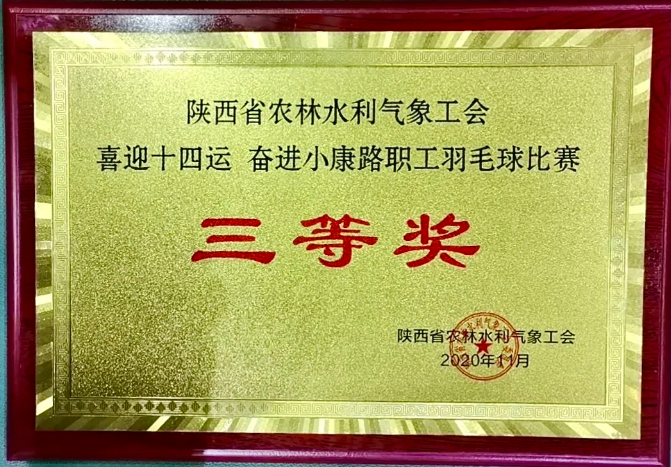 陕西省农林水利气象工会
喜迎十四运 奋进小康路职工羽毛球比赛
三等奖
陕西省农林水利气象工会
2020年11月